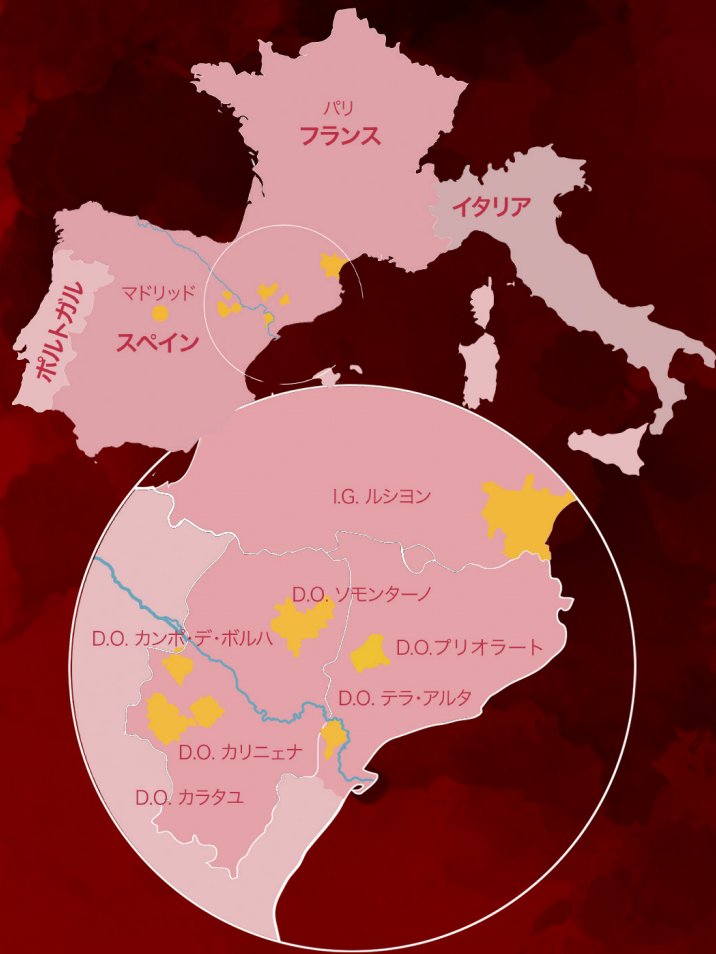 パリ
フランス
イタリア
マドリッド
スペイン
ポルトガル
I.G. ルシヨン
D.O. ソモンターノ
D.O. カンポ・デ・ボルハ
D.O.プリオラート
D.O. テラ・アルタ
D.O. カリニェナ
D.O. カラタユ